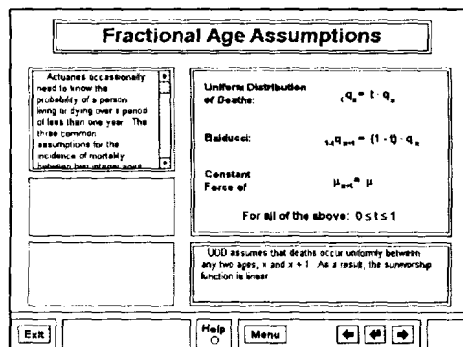 Fractional Age Assumptions
Actuaries occassionally
need to know the
probability of a person
living or dying over a period
of less than one year. The
three common
assumptions for the
incidence of mortality
between two integer ages
Uniform Distribution
of Deaths: ₜqₓ = t · qₓ
Balducci: ₁₋ₜqₓ₊ₜ = (1 - t) · qₓ
Constant
Force of μₓ₊ₜ = μ
For all of the above: 0 ≤ t ≤ 1
UDD assumes that deaths occur uniformly between
any two ages, x and x + 1. As a result, the survivorship
function is linear
Exit
Help
Menu